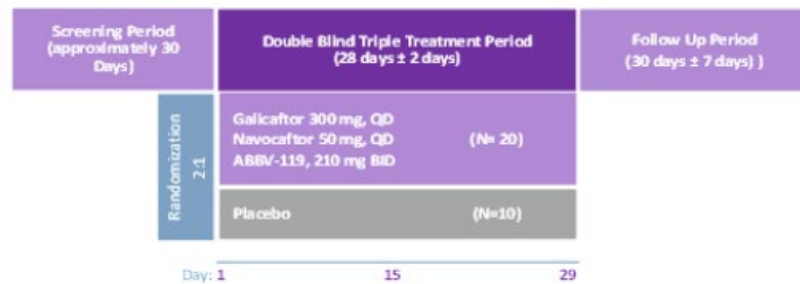 Screening Period
(approximately 30
Days)
Double Blind Triple Treatment Period
(28 days ± 2 days)
Follow Up Period
(30 days ± 7 days) )
Randomization
2:1
Galicaftor 300 mg, QD
Navocaftor 50 mg, QD (N= 20)
ABBV-119, 210 mg BID
Placebo (N=10)
Day: 1 15 29